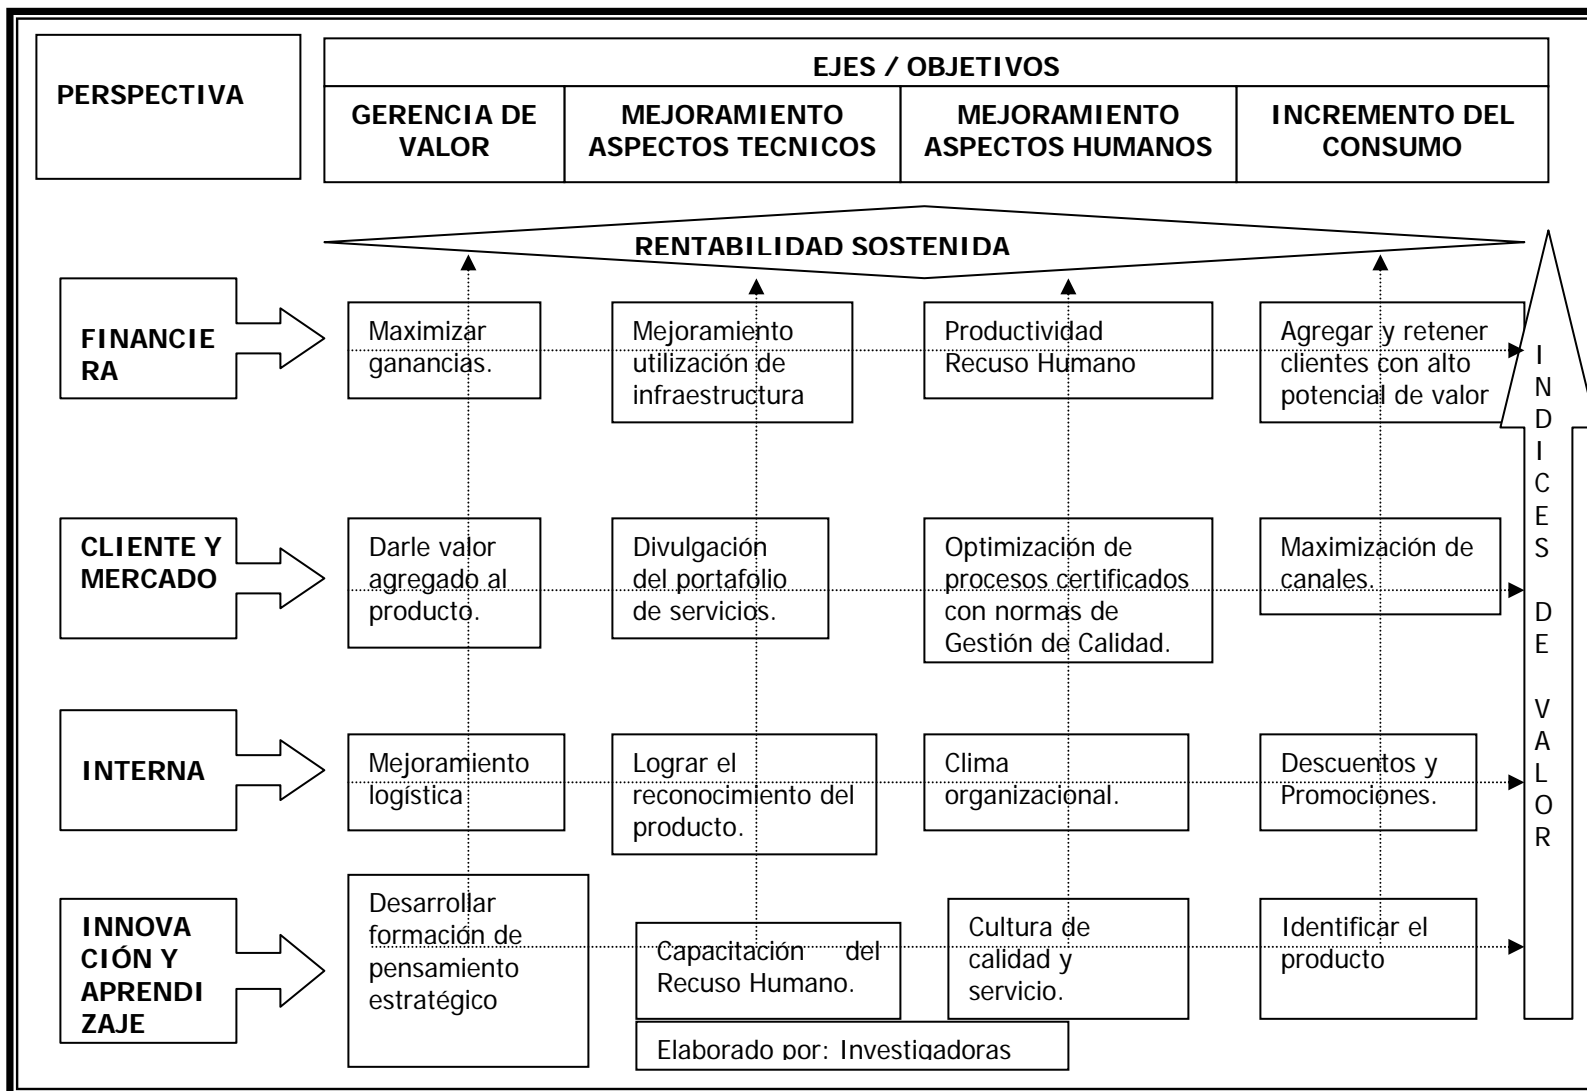 PERSPECTIVA
EJES / OBJETIVOS
GERENCIA DE
VALOR
MEJORAMIENTO
ASPECTOS TECNICOS
MEJORAMIENTO
ASPECTOS HUMANOS
INCREMENTO DEL
CONSUMO
RENTABILIDAD SOSTENIDA
FINANCIE
RA
Maximizar
ganancias.
Mejoramiento
utilización de
infraestructura
Productividad
Recuso Humano
Agregar y retener
clientes con alto
potencial de valor
CLIENTE Y
MERCADO
Darle valor
agregado al
producto.
Divulgación
del portafolio
de servicios.
Optimización de
procesos certificados
con normas de
Gestión de Calidad.
Maximización de
canales.
INTERNA
Mejoramiento
logística
Lograr el
reconocimiento del
producto.
Clima
organizacional.
Descuentos y
Promociones.
INNOVA
CIÓN Y
APRENDI
ZAJE
Desarrollar
formación de
pensamiento
estratégico
Capacitación del
Recuso Humano.
Cultura de
calidad y
servicio.
Identificar el
producto
INDICES DE VALOR
Elaborado por: Investigadoras